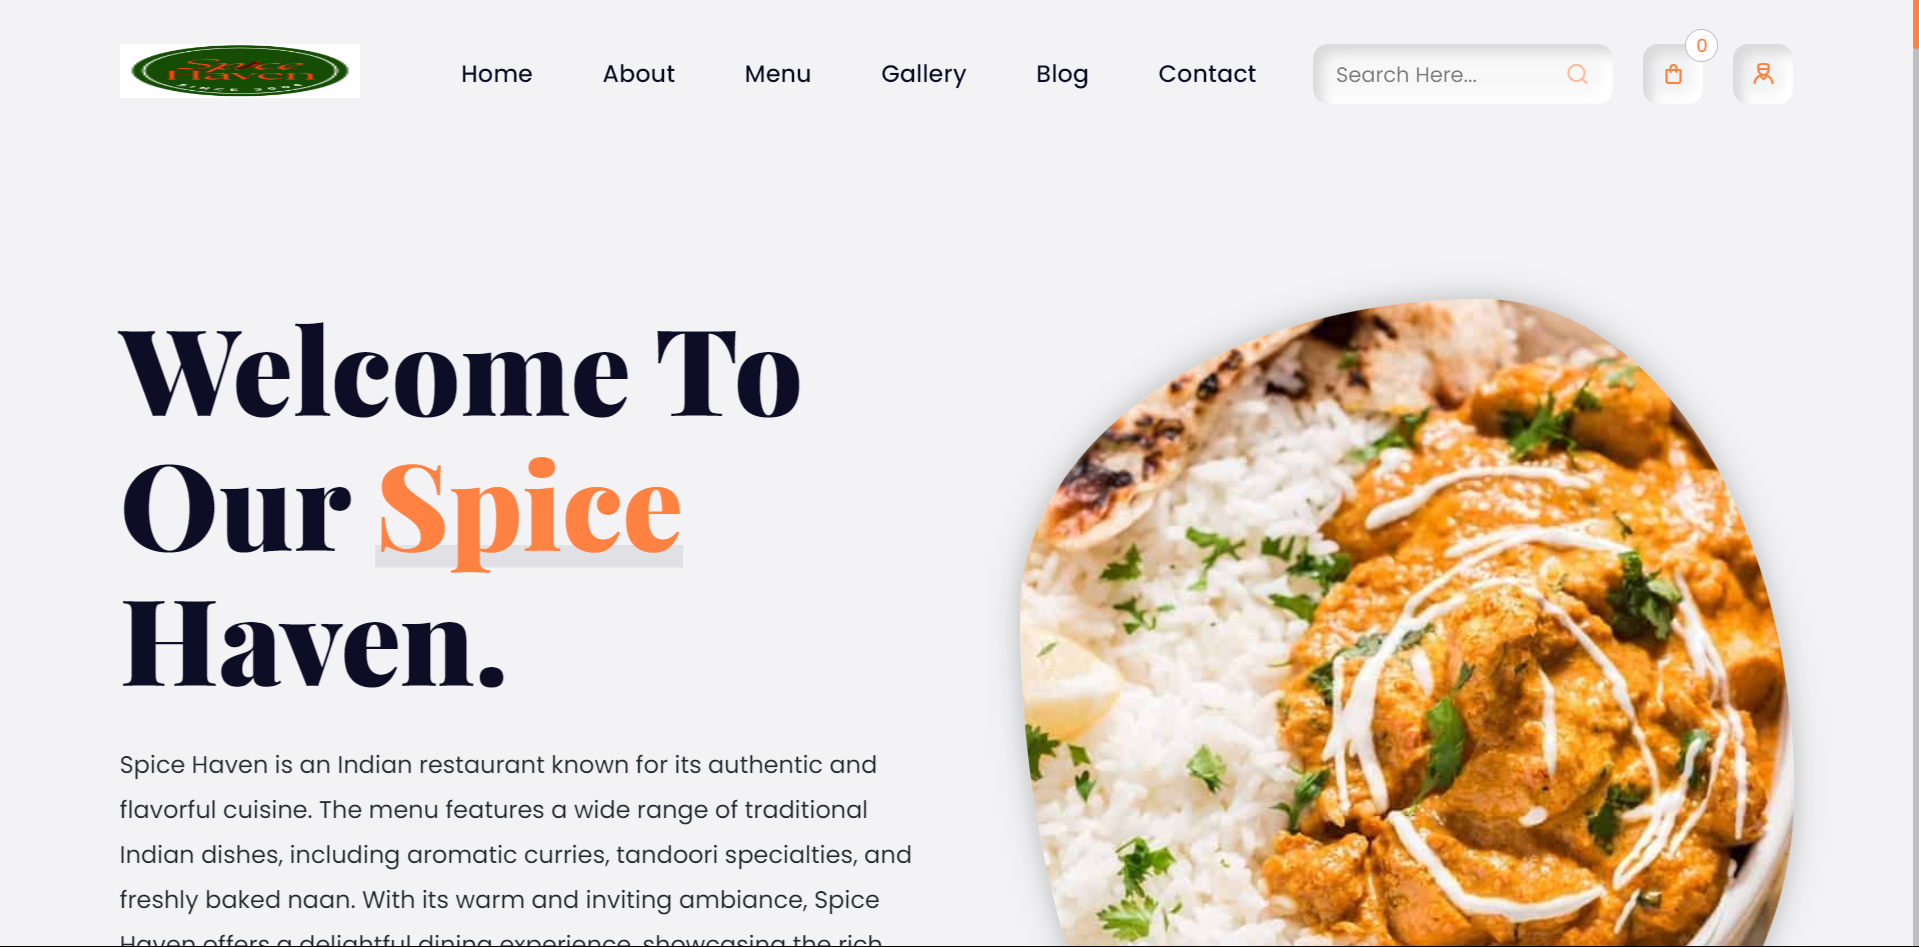 Spice
Haven
SINCE
Home
About
Menu
Gallery
Blog
Contact
Search Here...
0
Welcome To
Our Spice
Haven.
Spice Haven is an Indian restaurant known for its authentic and
flavorful cuisine. The menu features a wide range of traditional
Indian dishes, including aromatic curries, tandoori specialties, and
freshly baked naan. With its warm and inviting ambiance, Spice
Haven offers a delightful dining experience, showcasing the rich